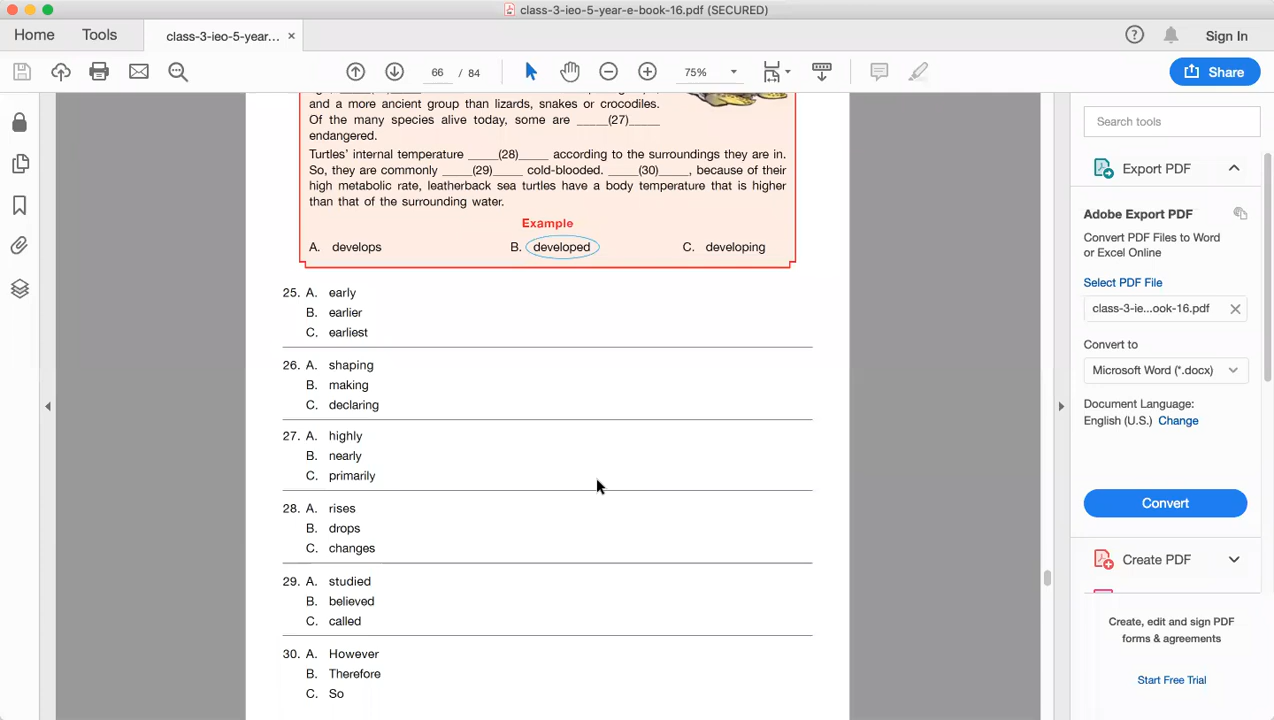 class-3-ieo-5-year-e-book-16.pdf (SECURED)
Home Tools class-3-ieo-5-year... × Sign In
66 / 84 75% Share
and a more ancient group than lizards, snakes or crocodiles.
Of the many species alive today, some are _____(27)_____
endangered.
Turtles' internal temperature _____(28)_____ according to the surroundings they are in.
So, they are commonly _____(29)_____ cold-blooded. _____(30)_____, because of their
high metabolic rate, leatherback sea turtles have a body temperature that is higher
than that of the surrounding water.
Example
A. develops B. developed C. developing
25. A. early
B. earlier
C. earliest
26. A. shaping
B. making
C. declaring
27. A. highly
B. nearly
C. primarily
28. A. rises
B. drops
C. changes
29. A. studied
B. believed
C. called
30. A. However
B. Therefore
C. So
Search tools
Export PDF
Adobe Export PDF
Convert PDF Files to Word
or Excel Online
Select PDF File
class-3-ie...ook-16.pdf
Convert to
Microsoft Word (*.docx)
Document Language:
English (U.S.) Change
Convert
Create PDF
Create, edit and sign PDF
forms & agreements
Start Free Trial